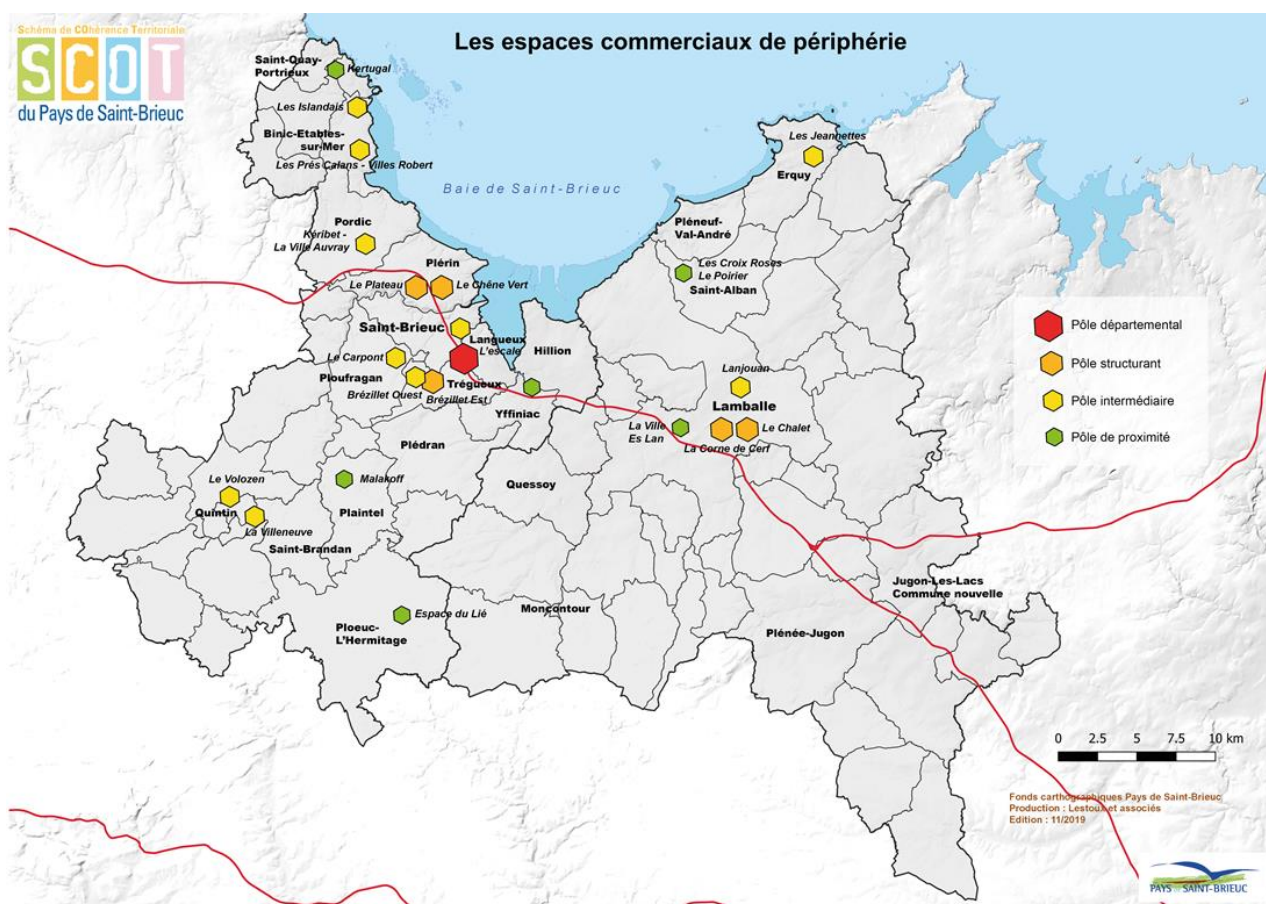 Schéma de COhérence Territoriale
SCOT
du Pays de Saint-Brieuc
Les espaces commerciaux de périphérie
Saint-Quay-
Portrieux
Kertugal
Les Islandais
Binic-Etables-
sur-Mer
Les Prés Calans - Villes Robert
Baie de Saint-Brieuc
Les Jeannettes
Erquy
Pordic
Kéribet -
La Ville Auvray
Pléneuf-
Val-André
Plérin
Le Plateau
Le Chêne Vert
Les Croix Roses
Le Poirier
Saint-Alban
Saint-Brieuc
Langueux
L'escale
Hillion
Le Carpont
Ploufragan
Brézillet Ouest
Trégueux
Brézillet Est
Yffiniac
Lanjouan
Lamballe
La Ville
Es Lan
Le Chalet
La Corne de Cerf
Plédran
Le Volozen
Quintin
La Villeneuve
Malakoff
Plaintel
Quessoy
Saint-Brandan
Espace du Lié
Ploeuc-
L'Hermitage
Moncontour
Plénée-Jugon
Jugon-Les-Lacs
Commune nouvelle
Pôle départemental
Pôle structurant
Pôle intermédiaire
Pôle de proximité
0 2.5 5 7.5 10 km
Fonds carthographiques Pays de Saint-Brieuc
Production : Lestoux et associés
Edition : 11/2019
PAYS DE SAINT-BRIEUC